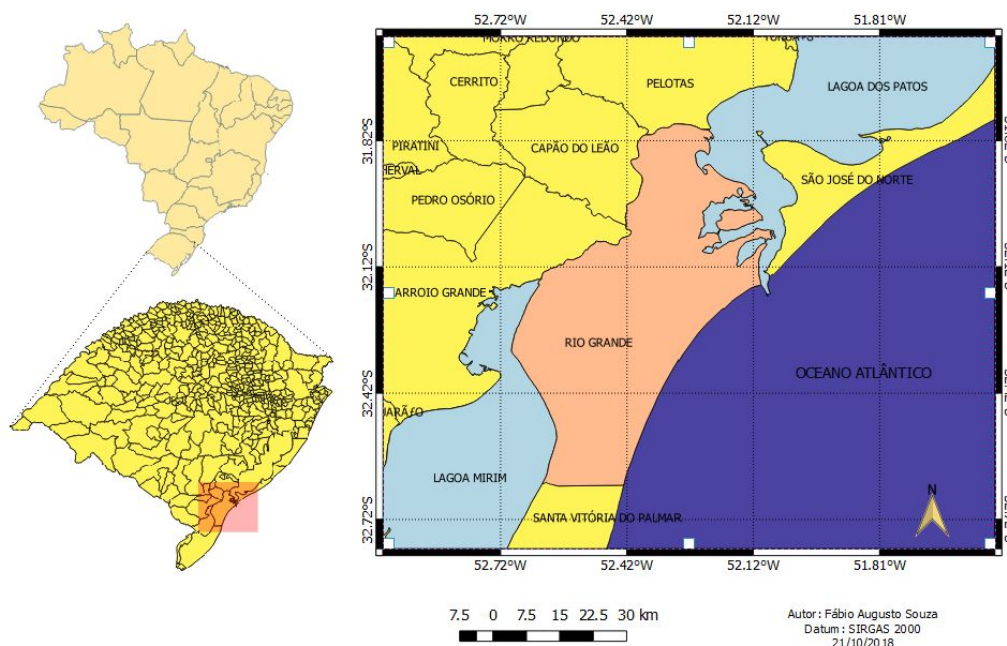 52.72°W 52.42°W 52.12°W 51.81°W
MORRO REDONDO
CERRITO
PELOTAS
LAGOA DOS PATOS
31.82°S
PIRATINI
CAPÃO DO LEÃO
HERVAL
PEDRO OSÓRIO
SÃO JOSÉ DO NORTE
32.12°S
ARROIO GRANDE
RIO GRANDE
OCEANO ATLÂNTICO
32.42°S
LAGOA MIRIM
N
SANTA VITÓRIA DO PALMAR
32.72°S
52.72°W 52.42°W 52.12°W 51.81°W
7.5 0 7.5 15 22.5 30 km
Autor : Fábio Augusto Souza
Datum : SIRGAS 2000
21/10/2018